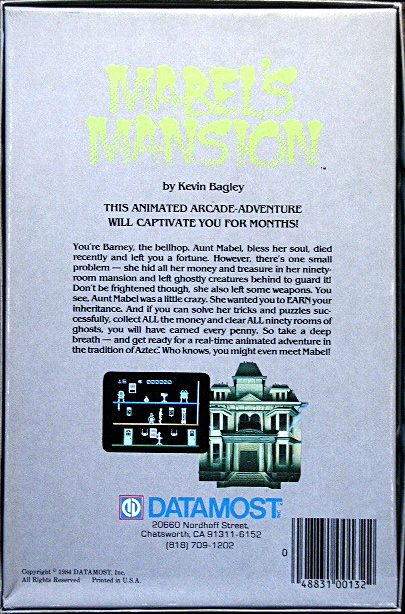 MABEL'S
MANSION™
by Kevin Bagley
THIS ANIMATED ARCADE-ADVENTURE
WILL CAPTIVATE YOU FOR MONTHS!
You're Barney, the bellhop. Aunt Mabel, bless her soul, died
recently and left you a fortune. However, there's one small
problem — she hid all her money and treasure in her ninety-
room mansion and left ghostly creatures behind to guard it!
Don't be frightened though, she also left some weapons. You
see, Aunt Mabel was a little crazy. She wanted you to EARN your
inheritance. And if you can solve her tricks and puzzles suc-
cessfully, collect ALL the money and clear ALL ninety rooms of
ghosts, you will have earned every penny. So take a deep
breath — and get ready for a real-time animated adventure in
the tradition of Aztec. Who knows, you might even meet Mabel!
000000
DATAMOST
20660 Nordhoff Street,
Chatsworth, CA 91311-6152
(818) 709-1202
Copyright © 1984 DATAMOST, Inc.
All Rights Reserved Printed in U.S.A.
0
48831 00132